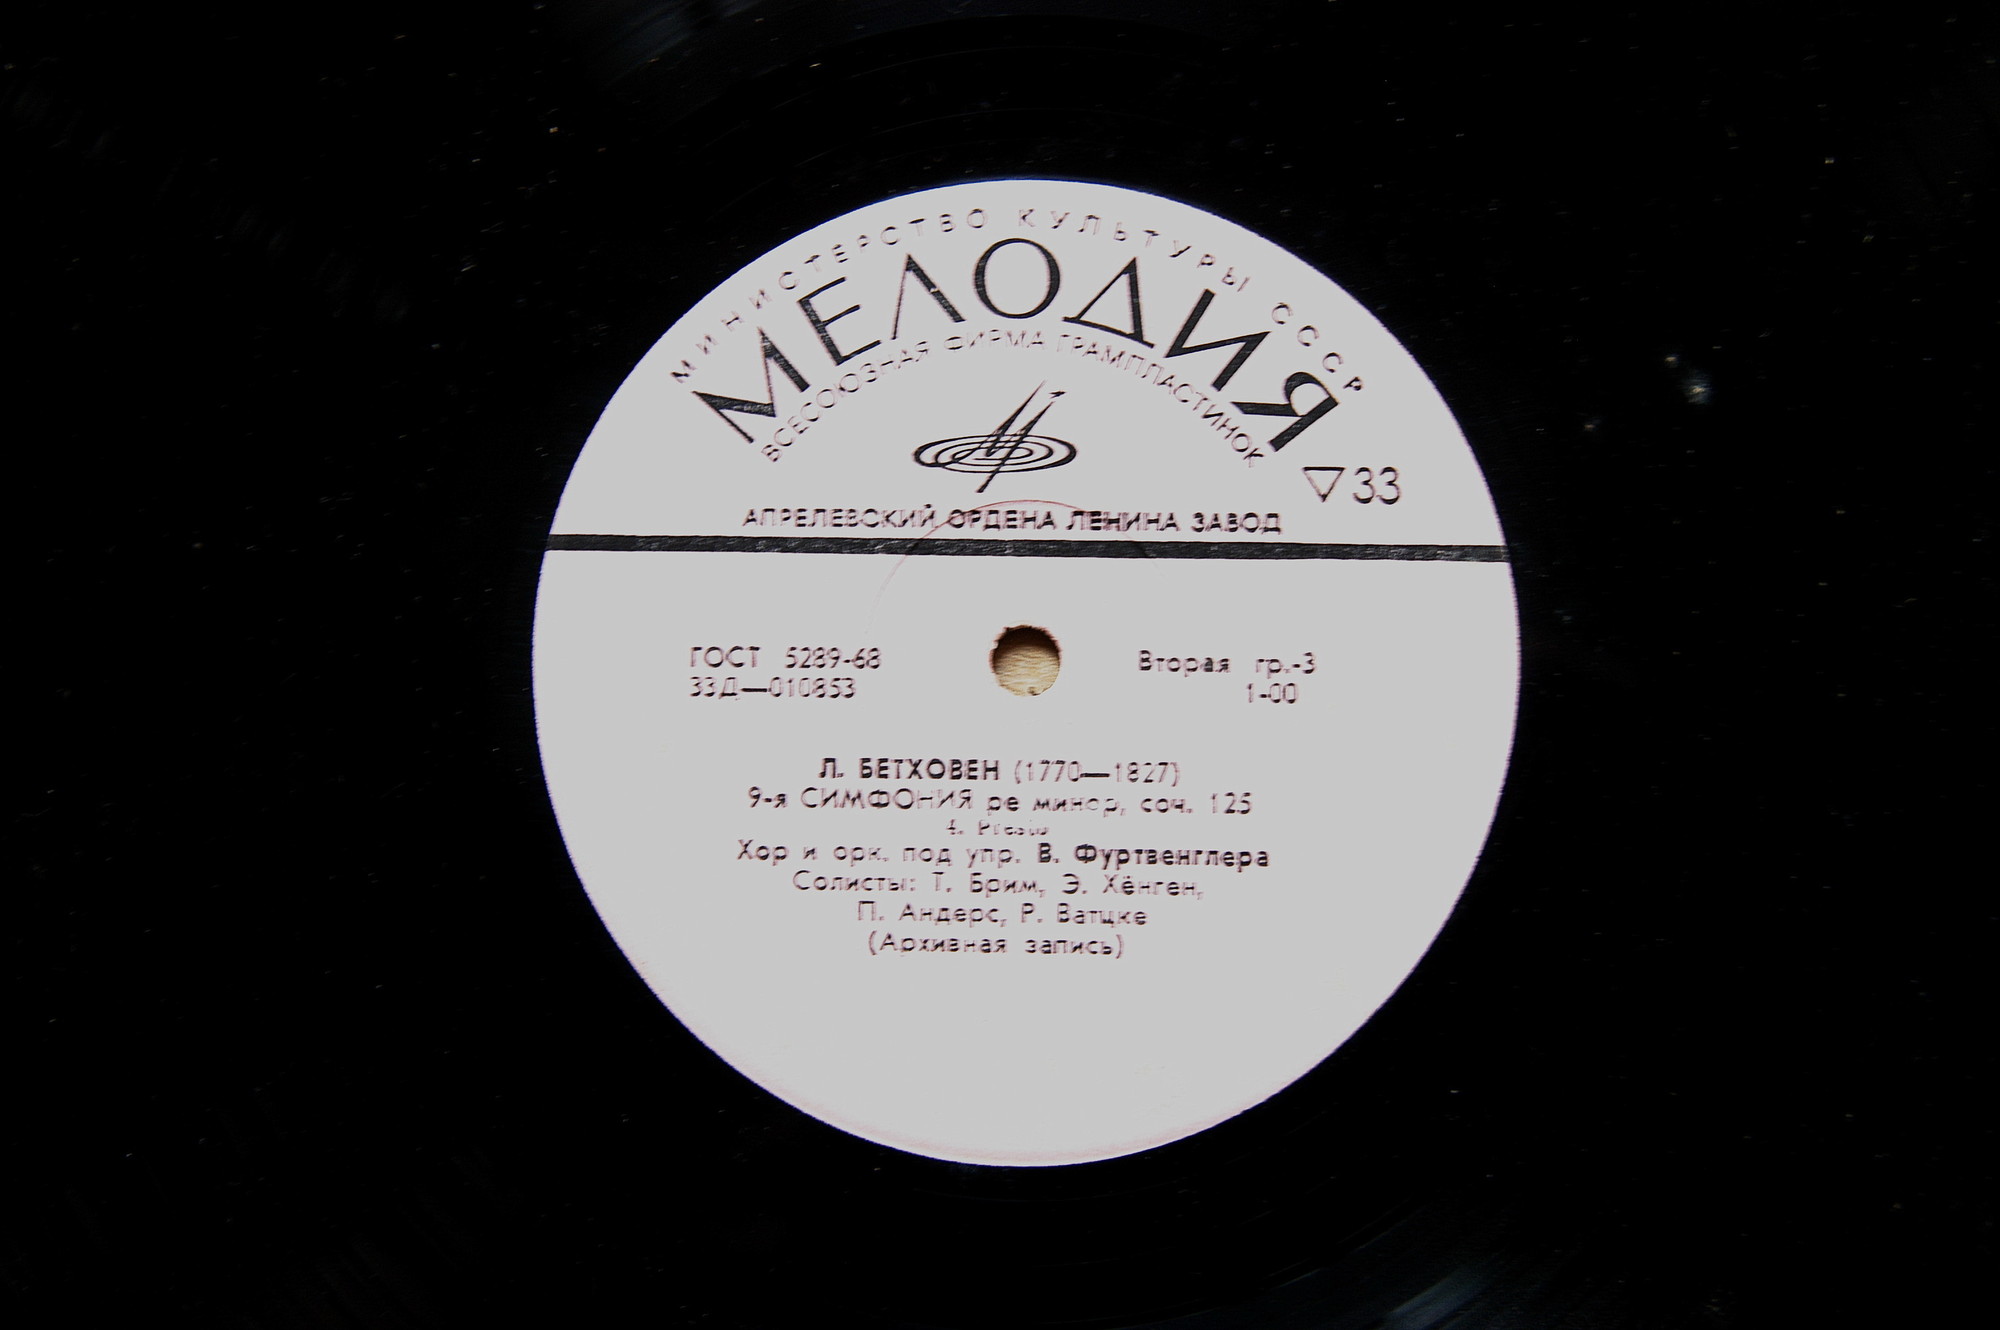 МИНИСТЕРСТВО КУЛЬТУРЫ СССР
МЕЛОДИЯ
ВСЕСОЮЗНАЯ ФИРМА ГРАМПЛАСТИНОК
▽33
АПРЕЛЕВСКИЙ ОРДЕНА ЛЕНИНА ЗАВОД
ГОСТ 5289-68
33Д—010853
Вторая гр.-3
1-00
Л. БЕТХОВЕН (1770—1827)
9-я СИМФОНИЯ ре минор, соч. 125
4. Presto
Хор и орк. под упр. В. Фуртвенглера
Солисты: Т. Брим, Э. Хёнген,
П. Андерс, Р. Ватцке
(Архивная запись)